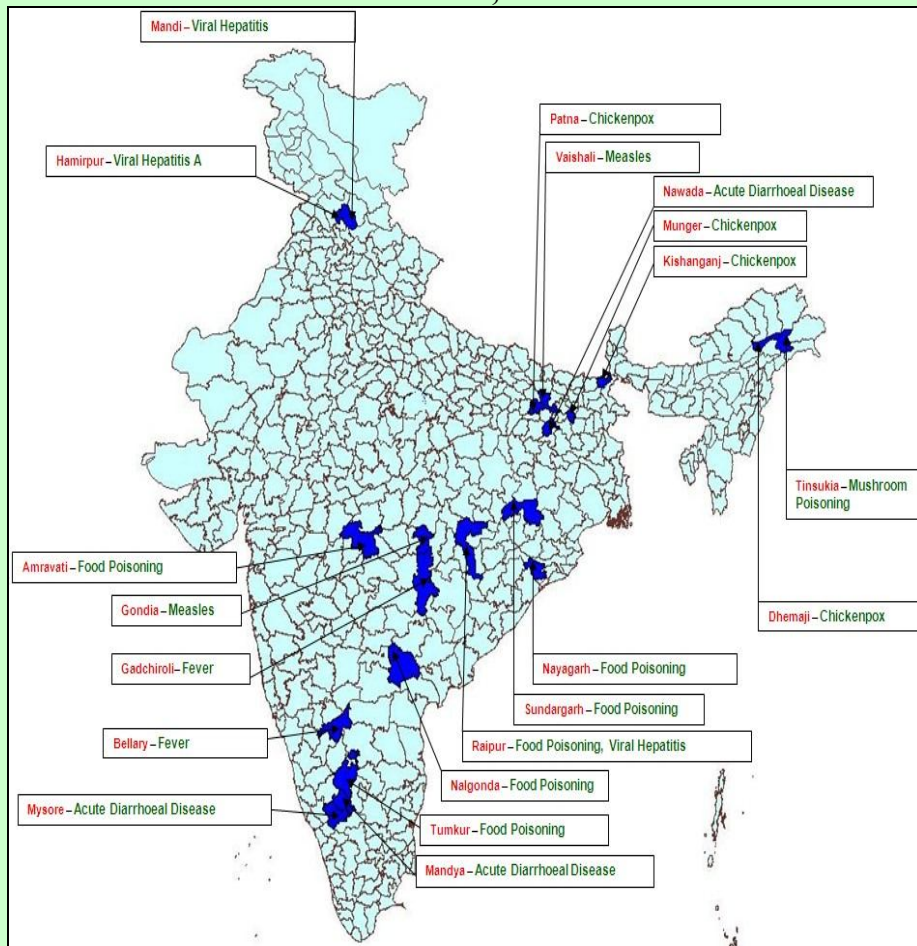 Mandi – Viral Hepatitis
Patna – Chickenpox
Vaishali – Measles
Hamirpur – Viral Hepatitis A
Nawada – Acute Diarrhoeal Disease
Munger – Chickenpox
Kishanganj – Chickenpox
Tinsukia – Mushroom
Poisoning
Amravati – Food Poisoning
Gondia – Measles
Dhemaji – Chickenpox
Gadchiroli – Fever
Nayagarh – Food Poisoning
Sundargarh – Food Poisoning
Bellary – Fever
Raipur – Food Poisoning, Viral Hepatitis
Nalgonda – Food Poisoning
Mysore – Acute Diarrhoeal Disease
Tumkur – Food Poisoning
Mandya – Acute Diarrhoeal Disease